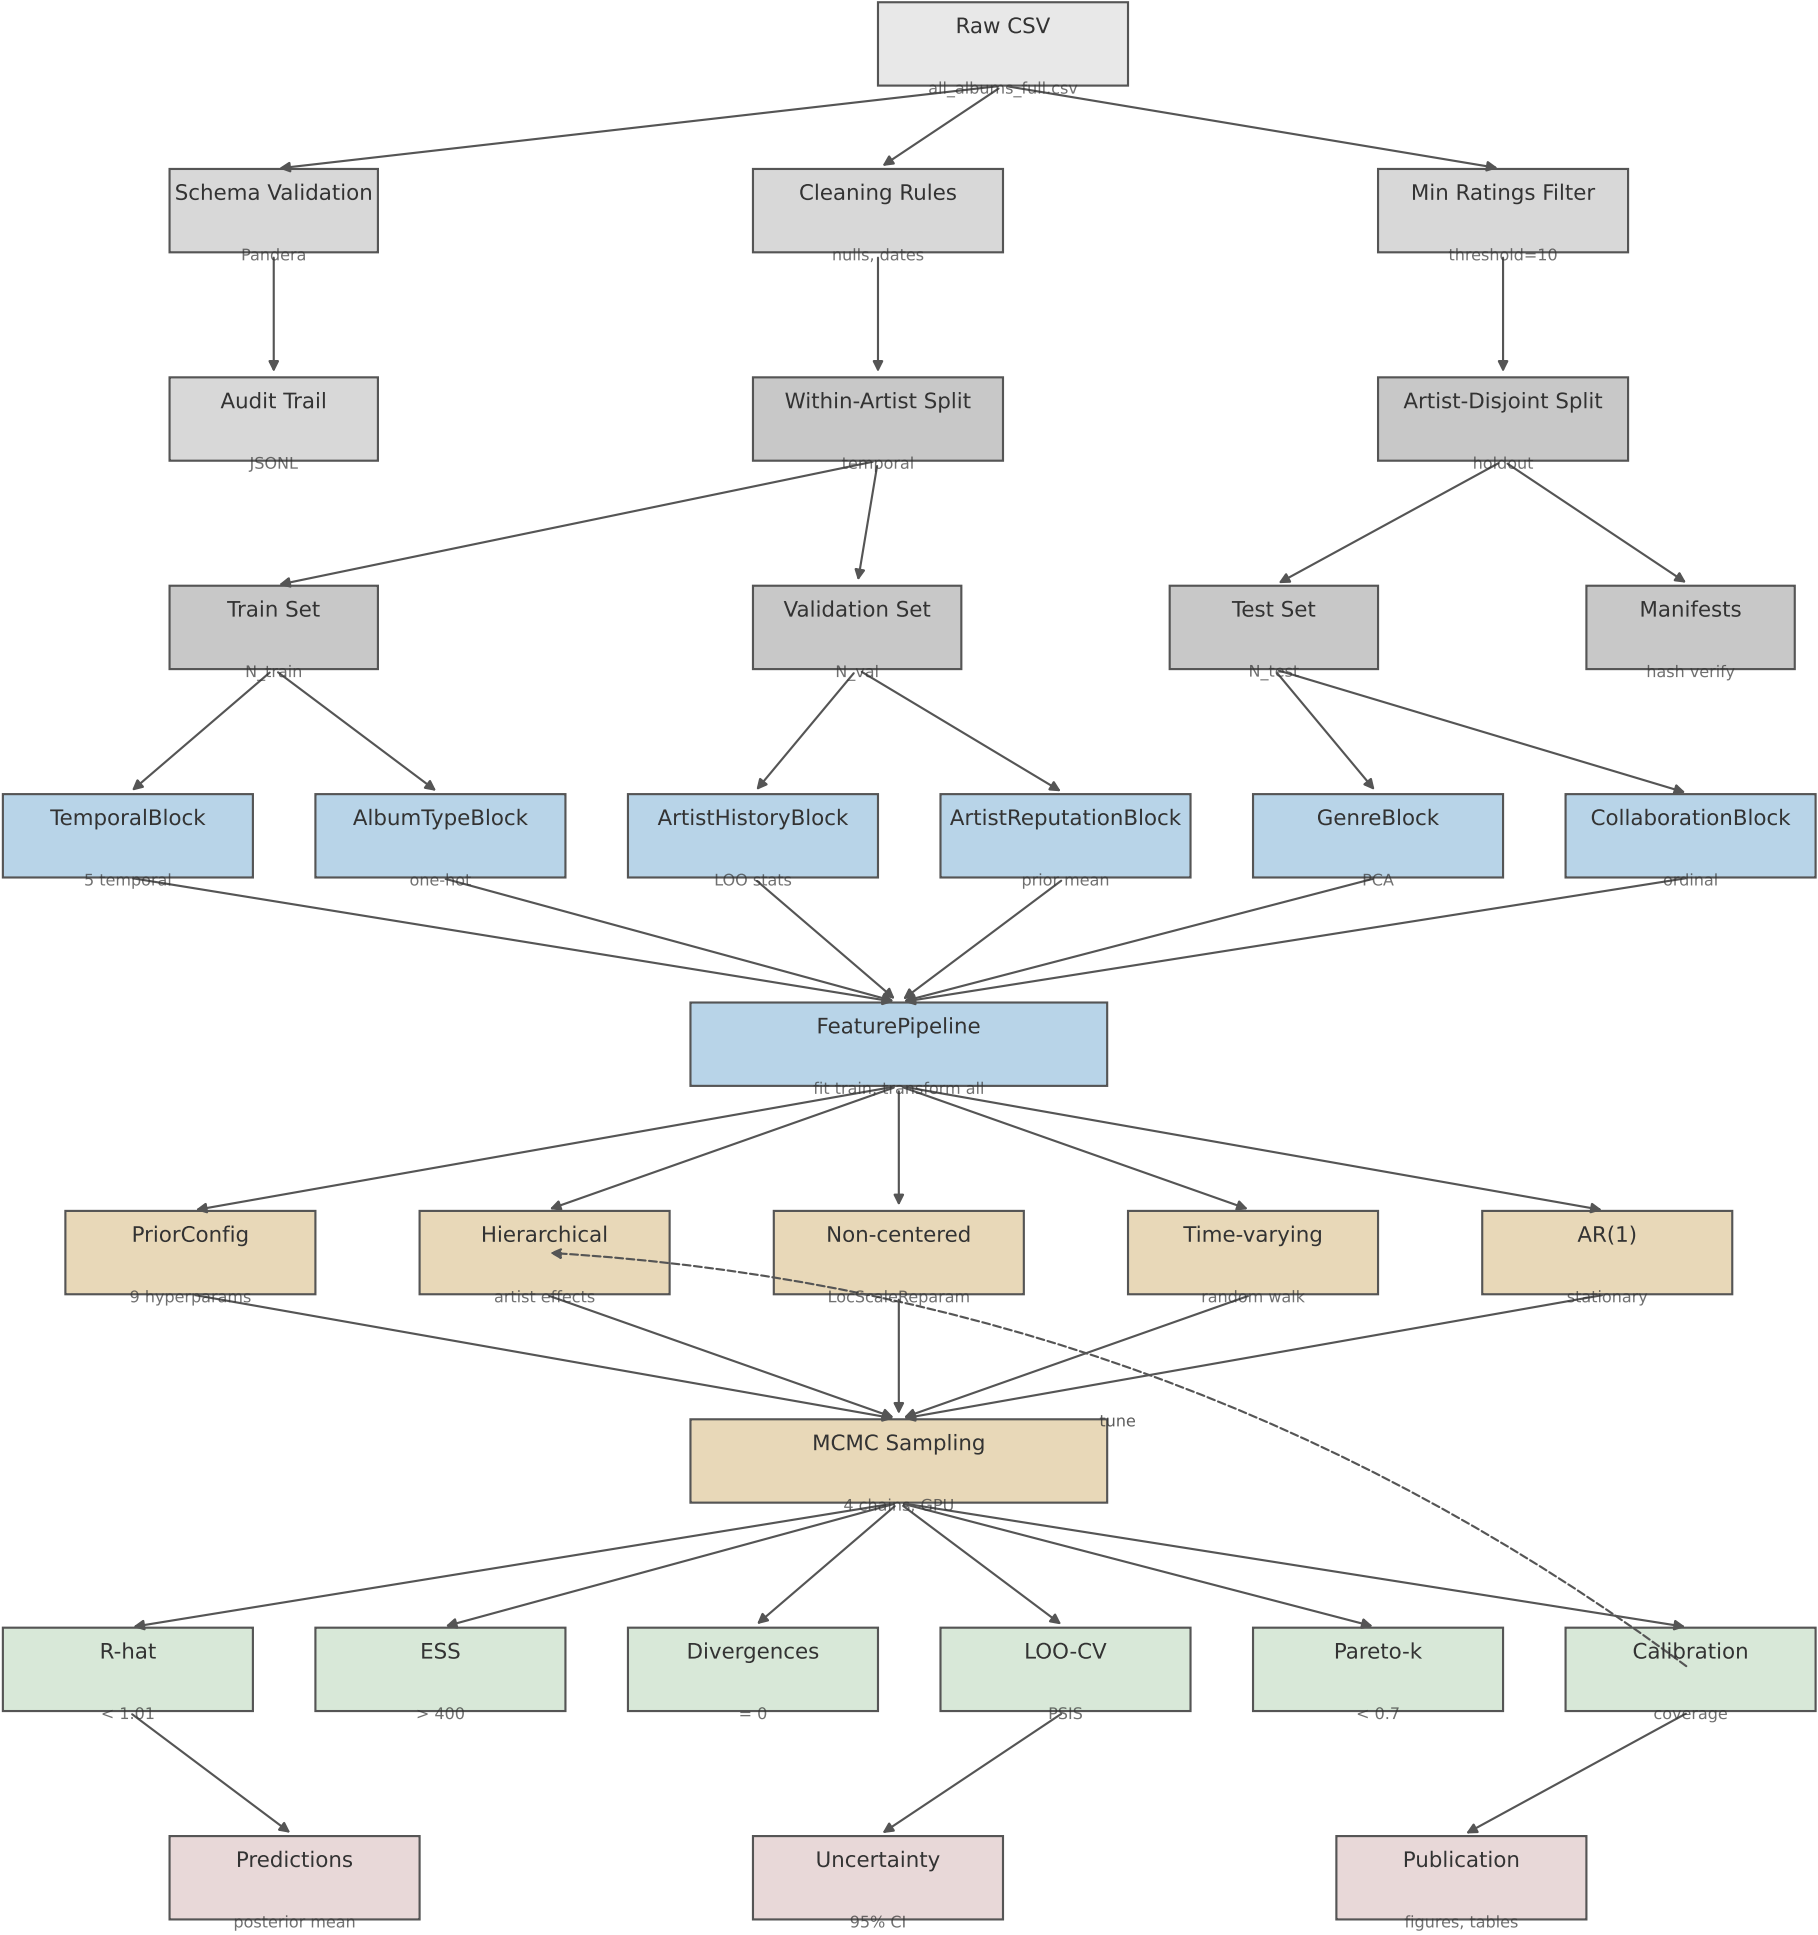 Raw CSV
all_albums_full.csv
Schema Validation
Pandera
Cleaning Rules
nulls, dates
Min Ratings Filter
threshold=10
Audit Trail
JSONL
Within-Artist Split
temporal
Artist-Disjoint Split
holdout
Train Set
N_train
Validation Set
N_val
Test Set
N_test
Manifests
hash verify
TemporalBlock
5 temporal
AlbumTypeBlock
one-hot
ArtistHistoryBlock
LOO stats
ArtistReputationBlock
prior mean
GenreBlock
PCA
CollaborationBlock
ordinal
FeaturePipeline
fit train, transform all
PriorConfig
9 hyperparams
Hierarchical
artist effects
Non-centered
LocScaleReparam
Time-varying
random walk
AR(1)
stationary
tune
MCMC Sampling
4 chains, GPU
R-hat
< 1.01
ESS
> 400
Divergences
= 0
LOO-CV
PSIS
Pareto-k
< 0.7
Calibration
coverage
Predictions
posterior mean
Uncertainty
95% CI
Publication
figures, tables